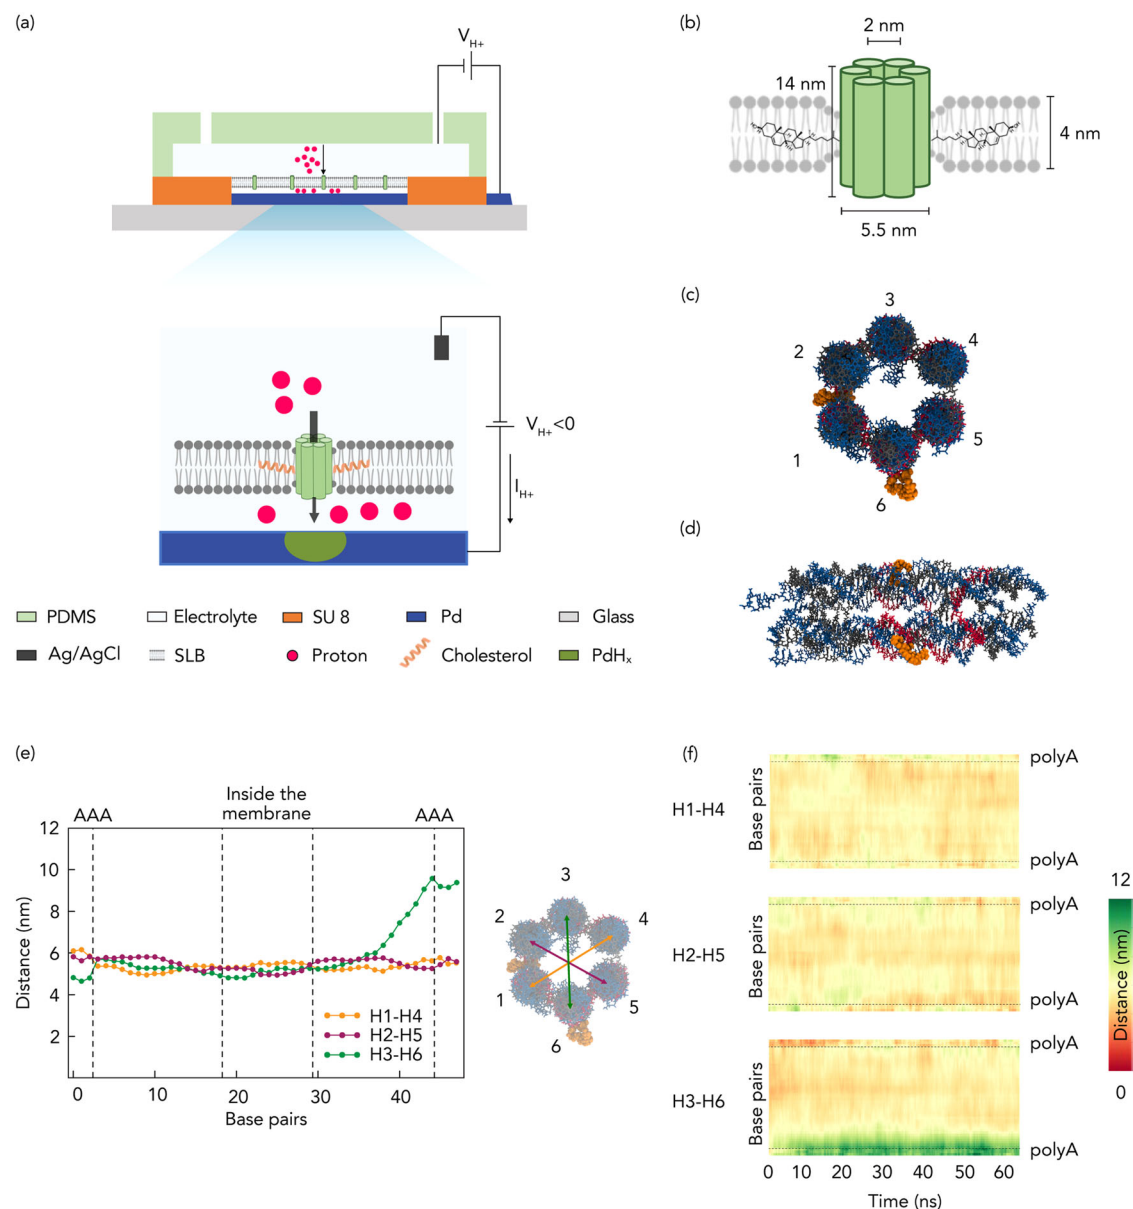 (a)
V H+
V H+<0
I H+
PDMS
Electrolyte
SU 8
Pd
Glass
Ag/AgCl
SLB
Proton
Cholesterol
PdHx
(b)
2 nm
14 nm
4 nm
5.5 nm
(c)
3
2
4
1
5
6
(d)
(e)
Inside the
membrane
AAA
AAA
12
10
8
6
4
2
Distance (nm)
H1-H4
H2-H5
H3-H6
0
10
20
30
40
Base pairs
3
2
4
1
5
6
(f)
polyA
H1-H4
Base pairs
polyA
polyA
H2-H5
Base pairs
polyA
polyA
H3-H6
Base pairs
polyA
0
10
20
30
40
50
60
Time (ns)
12
Distance (nm)
0